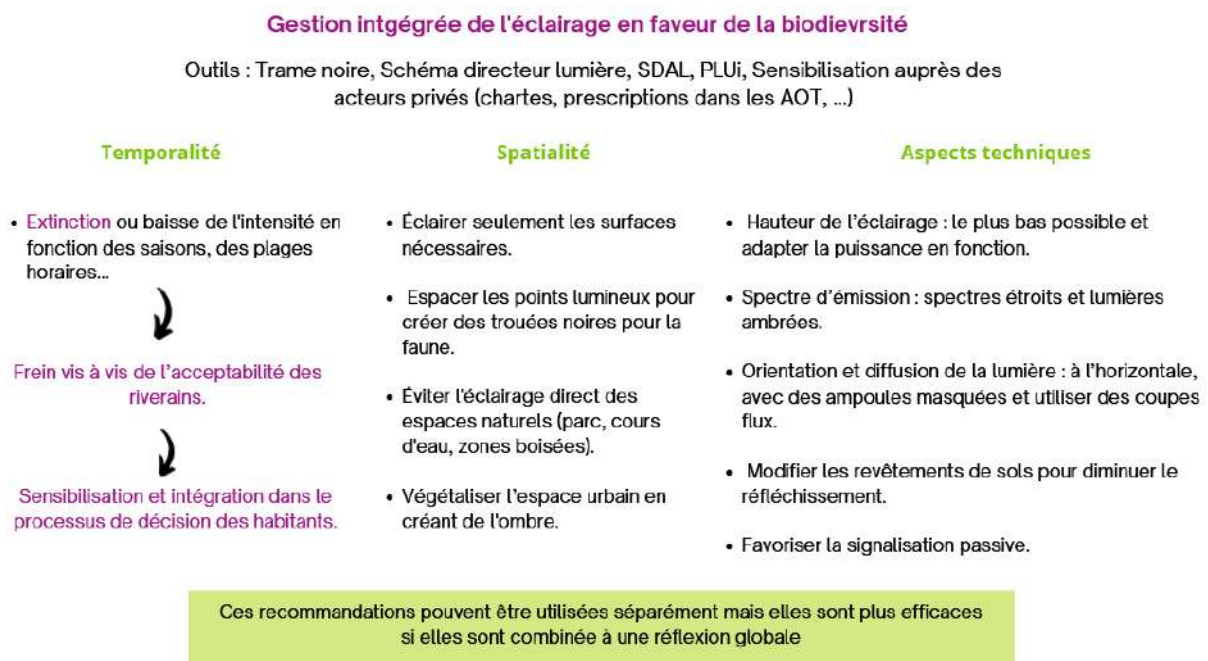 Gestion intgégrée de l'éclairage en faveur de la biodievrsité
Outils : Trame noire, Schéma directeur lumière, SDAL, PLUi, Sensibilisation auprès des
acteurs privés (chartes, prescriptions dans les AOT, ...)
Temporalité
• Extinction ou baisse de l'intensité en
fonction des saisons, des plages
horaires...
Frein vis à vis de l'acceptabilité des
riverains.
Sensibilisation et intégration dans le
processus de décision des habitants.
Spatialité
• Éclairer seulement les surfaces
nécessaires.
• Espacer les points lumineux pour
créer des trouées noires pour la
faune.
• Éviter l'éclairage direct des
espaces naturels (parc, cours
d'eau, zones boisées).
• Végétaliser l'espace urbain en
créant de l'ombre.
Aspects techniques
• Hauteur de l'éclairage : le plus bas possible et
adapter la puissance en fonction.
• Spectre d'émission : spectres étroits et lumières
ambrées.
• Orientation et diffusion de la lumière : à l'horizontale,
avec des ampoules masquées et utiliser des coupes
flux.
• Modifier les revêtements de sols pour diminuer le
réfléchissement.
• Favoriser la signalisation passive.
Ces recommandations pouvent être utilisées séparément mais elles sont plus efficaces
si elles sont combinée à une réflexion globale